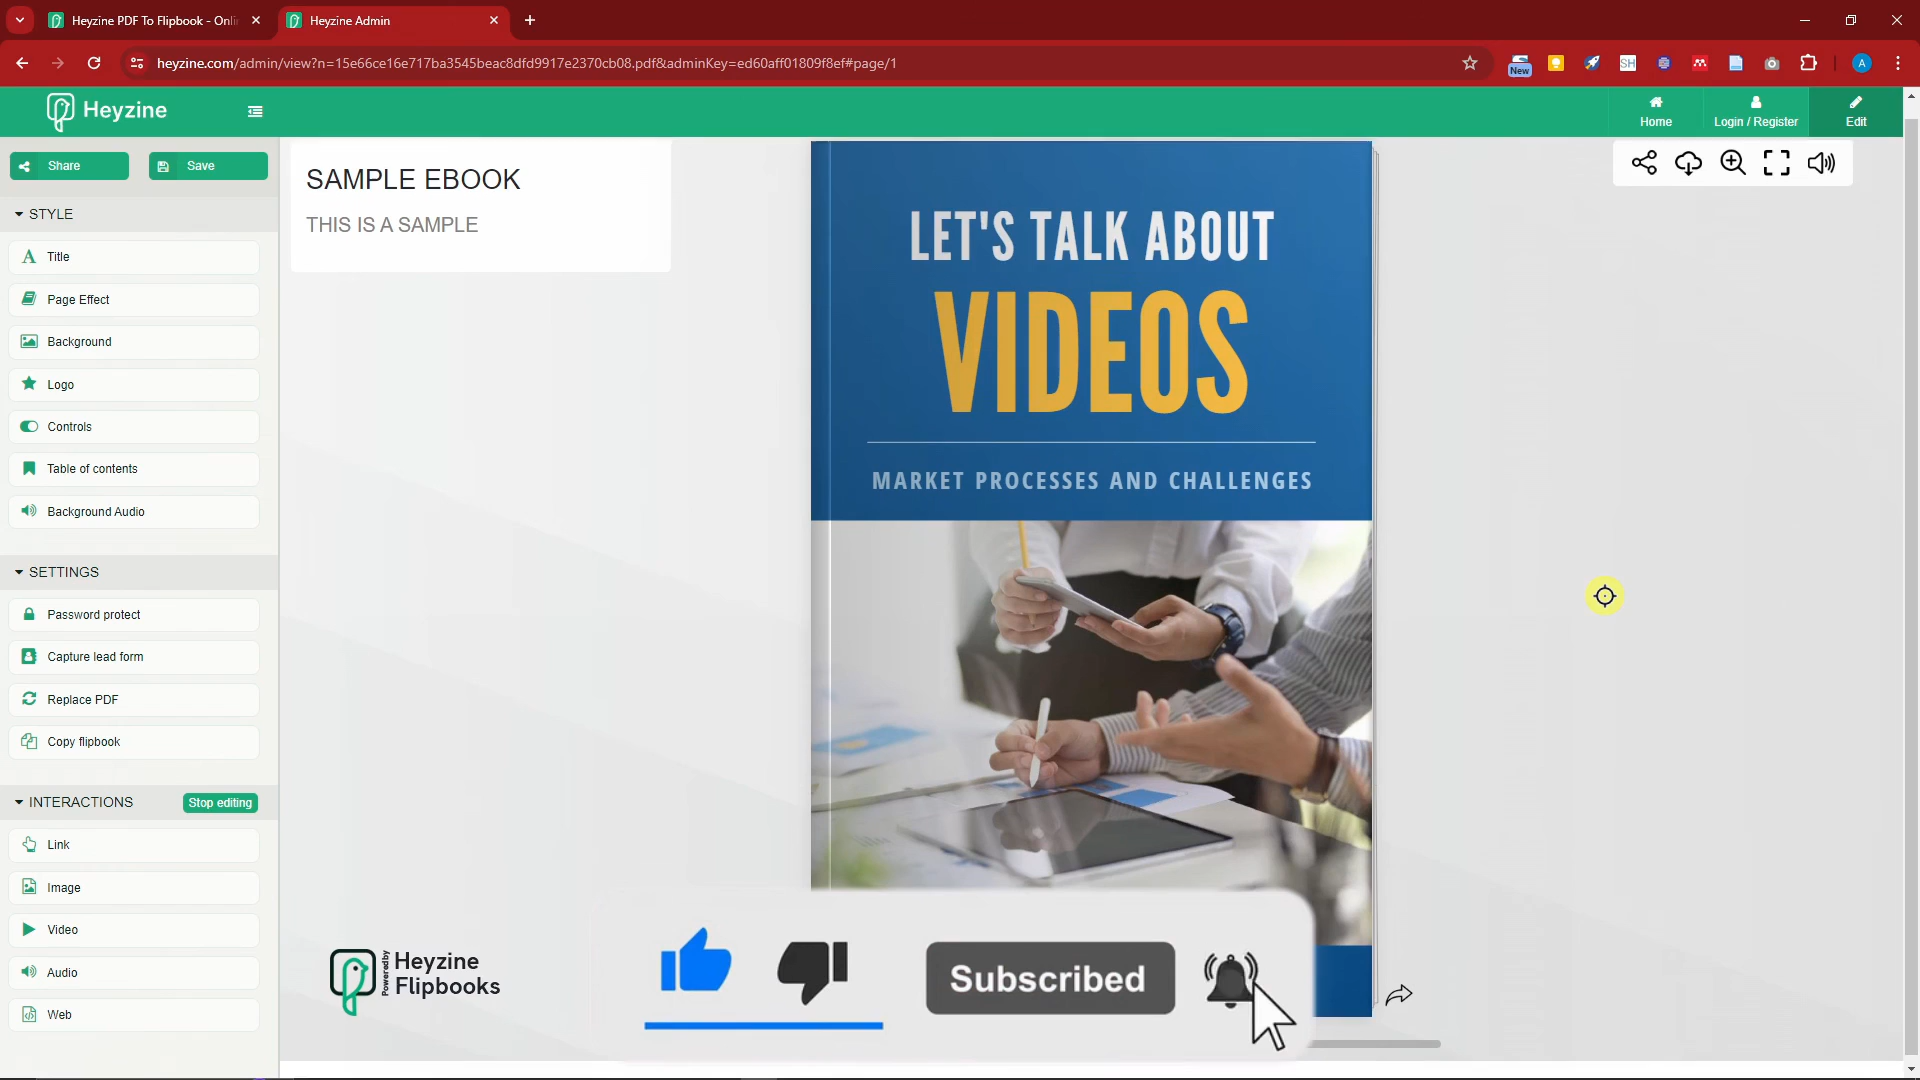 Heyzine PDF To Flipbook - Onli
Heyzine Admin
heyzine.com/admin/view?n=15e66ce16e717ba3545beac8dfd9917e2370cb08.pdf&adminKey=ed60aff01809f8ef#page/1
New
SH
A
Heyzine
Home
Login / Register
Edit
Share
Save
STYLE
Title
Page Effect
Background
Logo
Controls
Table of contents
Background Audio
SETTINGS
Password protect
Capture lead form
Replace PDF
Copy flipbook
INTERACTIONS
Stop editing
Link
Image
Video
Audio
Web
SAMPLE EBOOK
THIS IS A SAMPLE
LET'S TALK ABOUT
VIDEOS
MARKET PROCESSES AND CHALLENGES
Powered by
Heyzine
Flipbooks
Subscribed